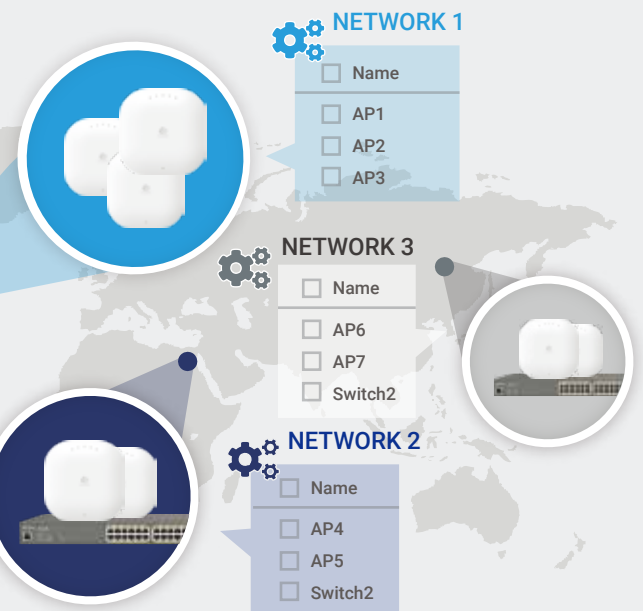 NETWORK 1
Name
AP1
AP2
AP3
NETWORK 3
Name
AP6
AP7
Switch2
NETWORK 2
Name
AP4
AP5
Switch2